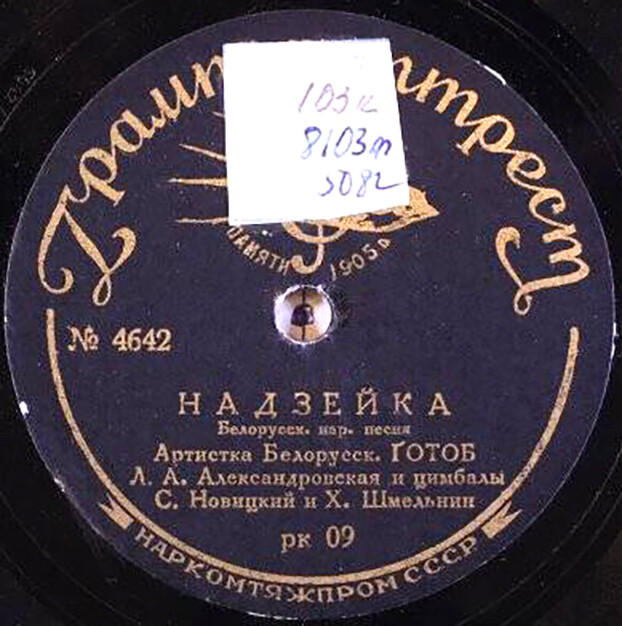 103к
8103т
5082
ПАМЯТИ 1905 г.
№ 4642
НАДЗЕЙКА
Белорусск. нар. песня
Артистка Белорусск. ГОТОБ
Л. А. Александровская и цимбалы
С. Новицкий и Х. Шмельнин
рк 09
НАРКОМТЯЖПРОМ СССР